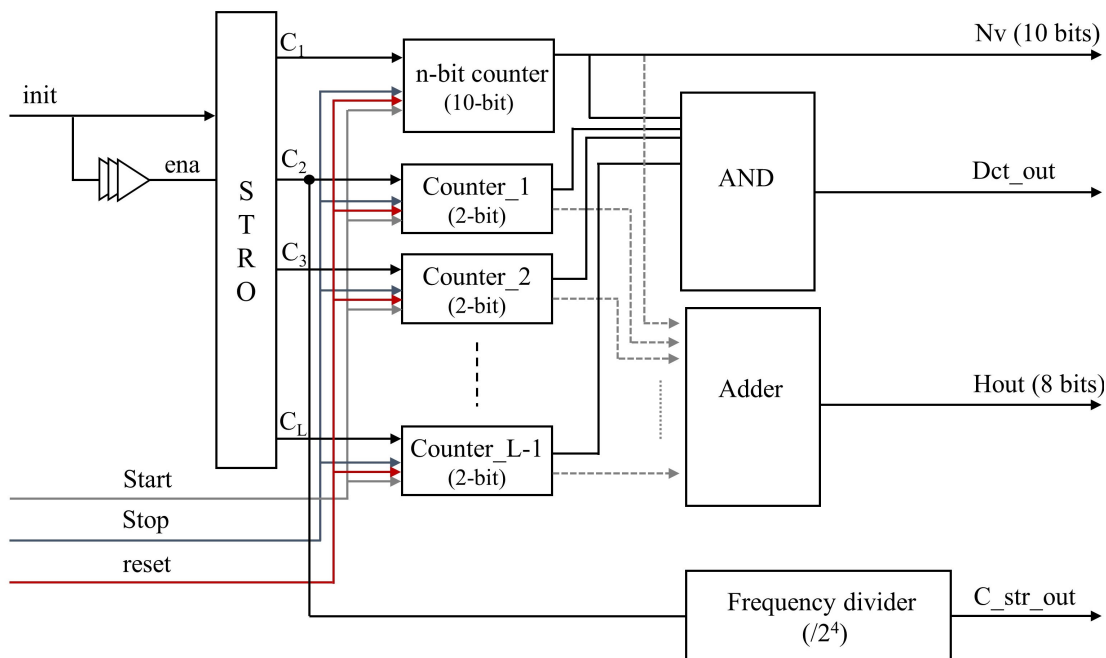 C₁
Nv (10 bits)
n-bit counter
(10-bit)
init
ena
C₂
Counter_1
(2-bit)
AND
Dct_out
S
T
R
O
C₃
Counter_2
(2-bit)
Adder
Hout (8 bits)
C_L
Counter_L-1
(2-bit)
Start
Stop
reset
Frequency divider
(/2⁴)
C_str_out